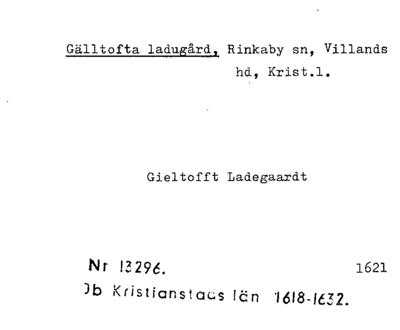 Gälltofta ladugård, Rinkaby sn, Villands
hd, Krist.l.
Gieltofft Ladegaardt
Nr 13296.
1621
Jb Kristianstads län 1618-1632.